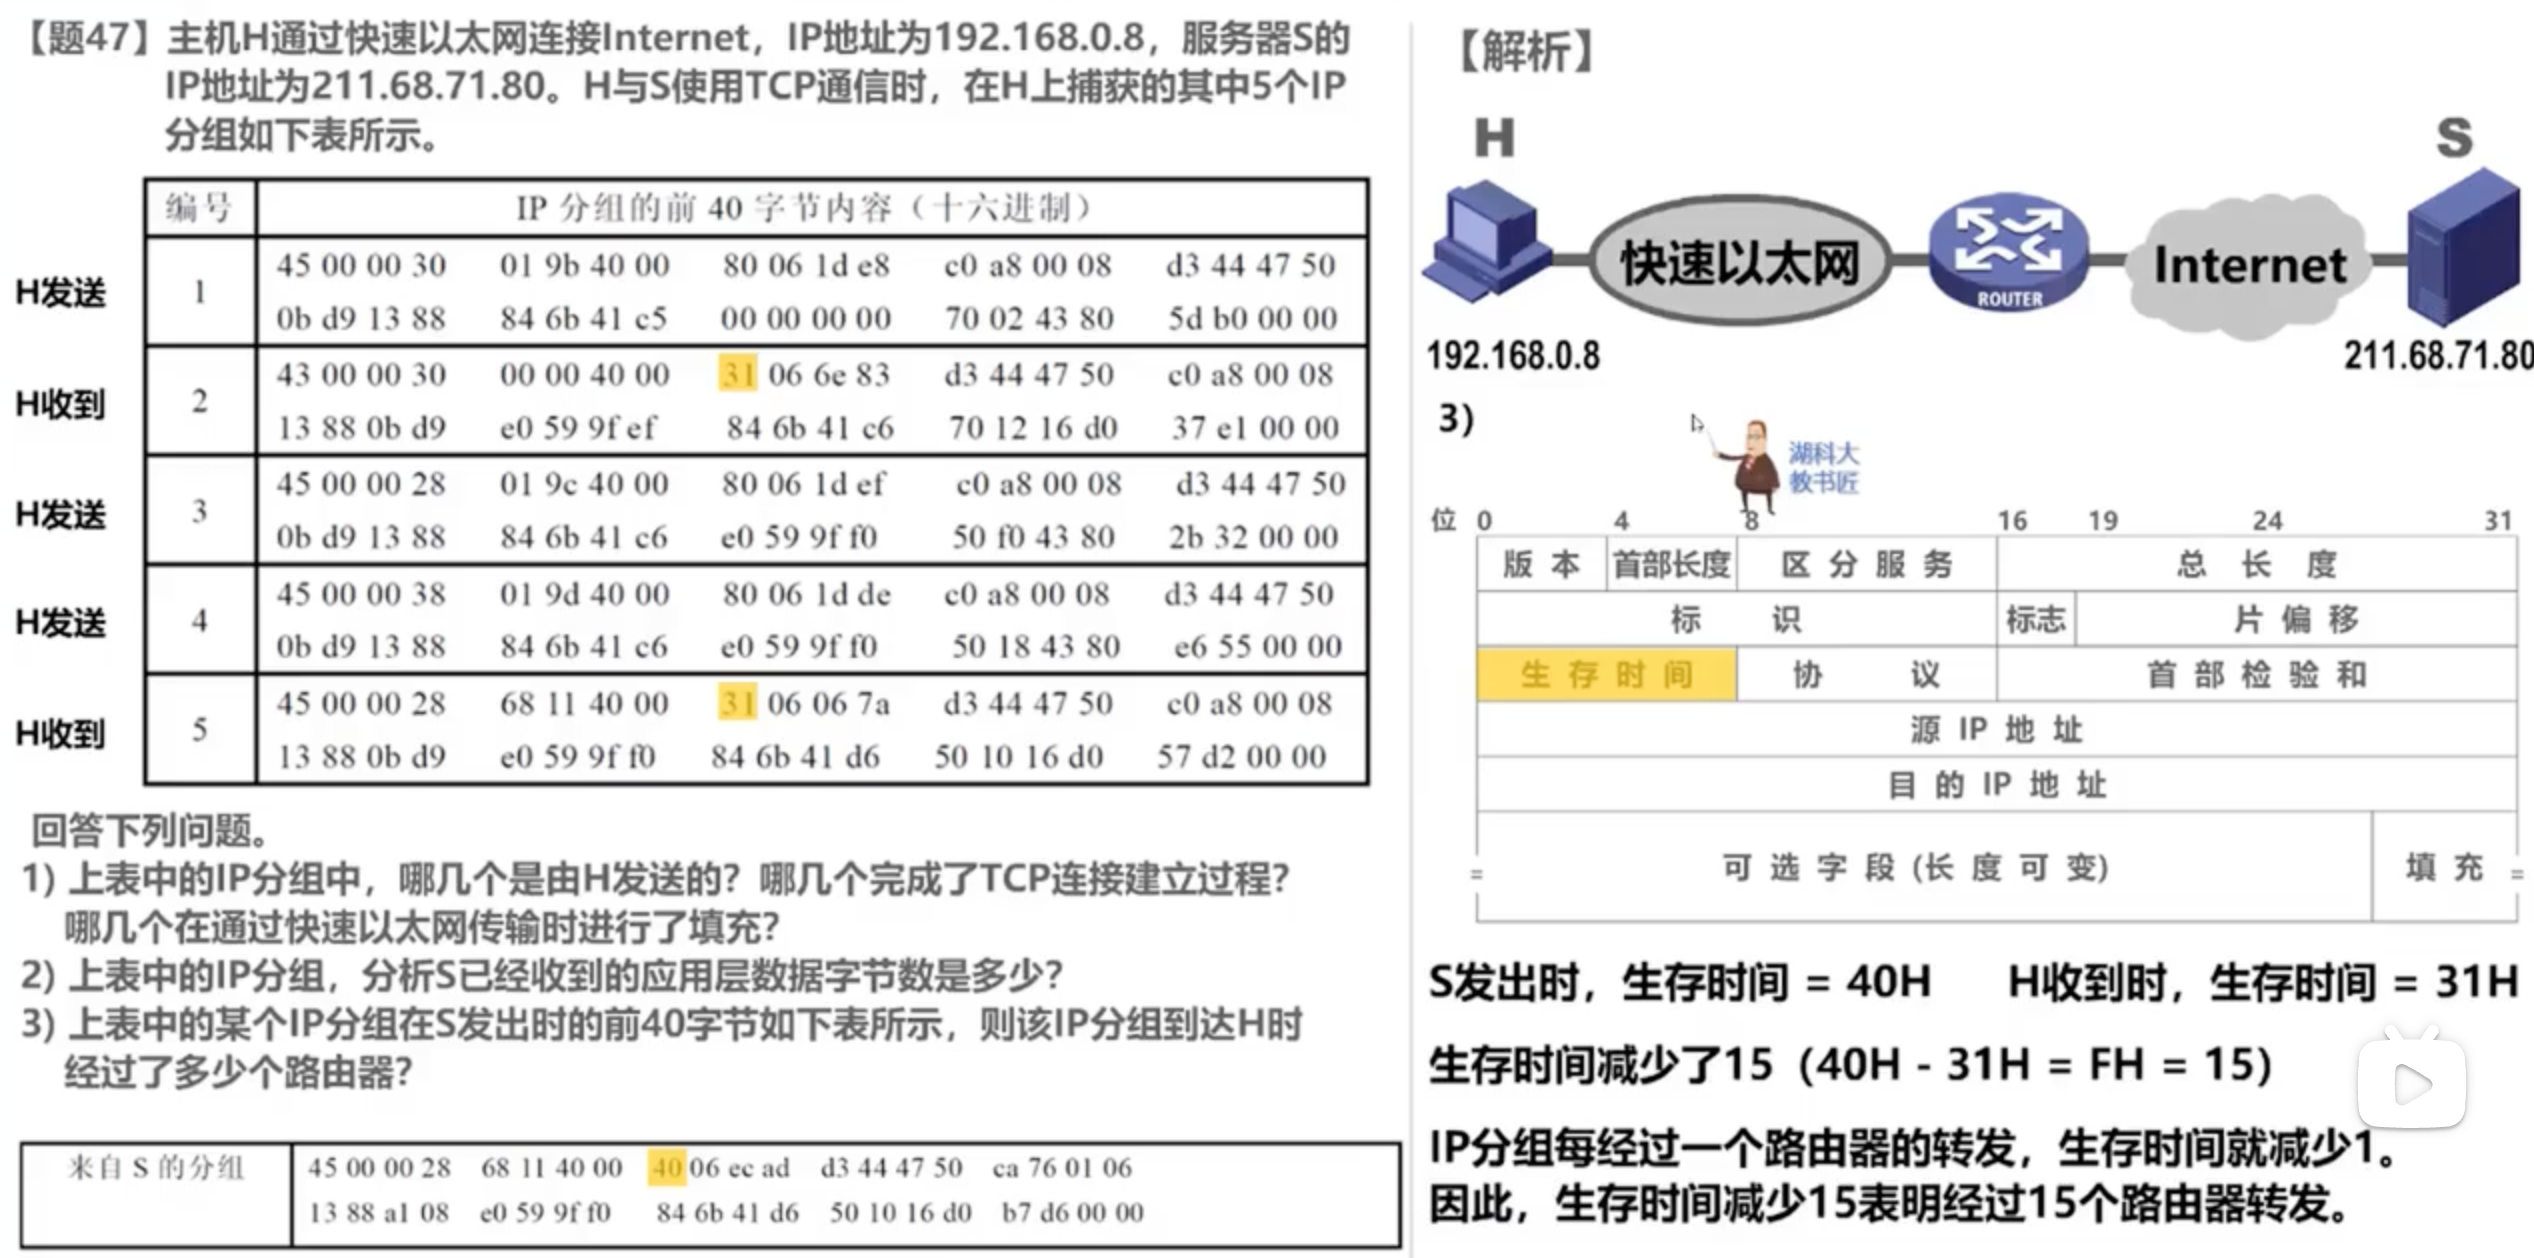 【题47】主机H通过快速以太网连接Internet，IP地址为192.168.0.8，服务器S的
IP地址为211.68.71.80。H与S使用TCP通信时，在H上捕获的其中5个IP
分组如下表所示。
编号 IP 分组的前 40 字节内容（十六进制）
H发送 1 45 00 00 30 01 9b 40 00 80 06 1d e8 c0 a8 00 08 d3 44 47 50
0b d9 13 88 84 6b 41 c5 00 00 00 00 70 02 43 80 5d b0 00 00
H收到 2 43 00 00 30 00 00 40 00 31 06 6e 83 d3 44 47 50 c0 a8 00 08
13 88 0b d9 e0 59 9f ef 84 6b 41 c6 70 12 16 d0 37 e1 00 00
H发送 3 45 00 00 28 01 9c 40 00 80 06 1d ef c0 a8 00 08 d3 44 47 50
0b d9 13 88 84 6b 41 c6 e0 59 9f f0 50 f0 43 80 2b 32 00 00
H发送 4 45 00 00 38 01 9d 40 00 80 06 1d de c0 a8 00 08 d3 44 47 50
0b d9 13 88 84 6b 41 c6 e0 59 9f f0 50 18 43 80 e6 55 00 00
H收到 5 45 00 00 28 68 11 40 00 31 06 06 7a d3 44 47 50 c0 a8 00 08
13 88 0b d9 e0 59 9f f0 84 6b 41 d6 50 10 16 d0 57 d2 00 00
回答下列问题。
1) 上表中的IP分组中，哪几个是由H发送的？哪几个完成了TCP连接建立过程？
哪几个在通过快速以太网传输时进行了填充？
2) 上表中的IP分组，分析S已经收到的应用层数据字节数是多少？
3) 上表中的某个IP分组在S发出时的前40字节如下表所示，则该IP分组到达H时
经过了多少个路由器？
来自 S 的分组 45 00 00 28 68 11 40 00 40 06 ec ad d3 44 47 50 ca 76 01 06
13 88 a1 08 e0 59 9f f0 84 6b 41 d6 50 10 16 d0 b7 d6 00 00
【解析】
H S
快速以太网 ROUTER Internet
192.168.0.8 211.68.71.80
3)
湖科大
教书匠
位 0 4 8 16 19 24 31
版 本 首部长度 区 分 服 务 总 长 度
标 识 标志 片 偏 移
生 存 时 间 协 议 首 部 检 验 和
源 IP 地 址
目 的 IP 地 址
可 选 字 段 (长 度 可 变) 填 充
S发出时，生存时间 = 40H H收到时，生存时间 = 31H
生存时间减少了15（40H - 31H = FH = 15）
IP分组每经过一个路由器的转发，生存时间就减少1。
因此，生存时间减少15表明经过15个路由器转发。